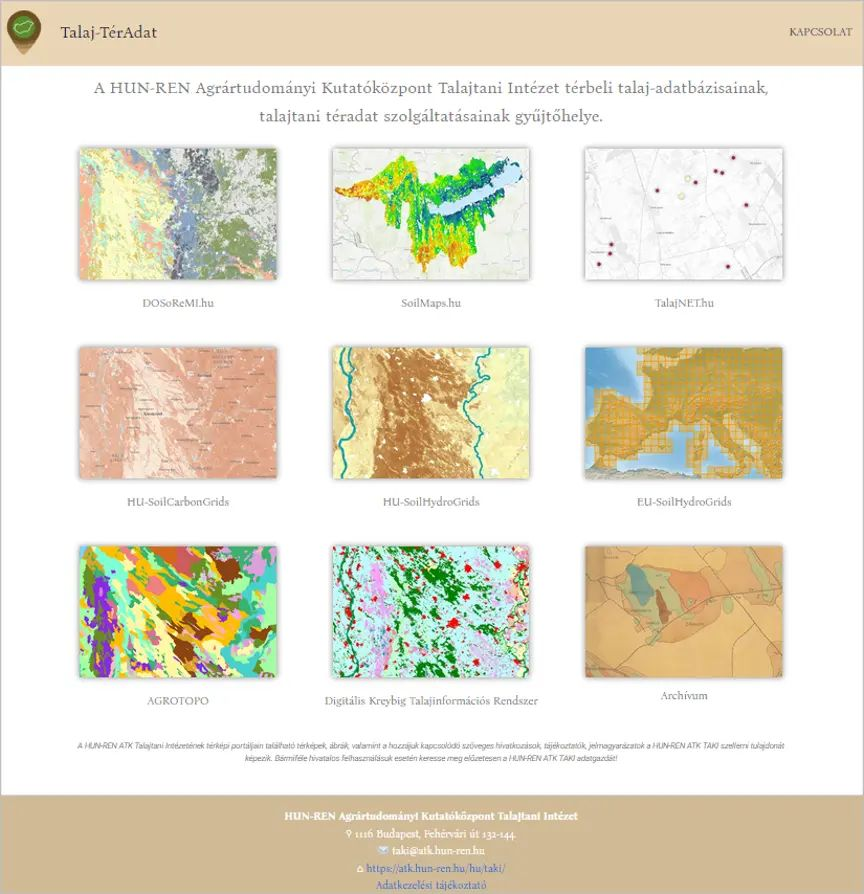 Talaj-TérAdat
KAPCSOLAT
A HUN-REN Agrártudományi Kutatóközpont Talajtani Intézet térbeli talaj-adatbázisainak,
talajtani téradat szolgáltatásainak gyűjtőhelye.
DOSoReMI.hu
SoilMaps.hu
TalajNET.hu
HU-SoilCarbonGrids
HU-SoilHydroGrids
EU-SoilHydroGrids
AGROTOPO
Digitális Kreybig Talajinformációs Rendszer
Archívum
A HUN-REN ATK Talajtani Intézetének térképi portáljain található térképek, ábrák, valamint a hozzájuk kapcsolódó szöveges hivatkozások, tájékoztatók, jelmagyarázatok a HUN-REN ATK TAKI szellemi tulajdonát
képezik. Bármiféle hivatalos felhasználásuk esetén keresse meg előzetesen a HUN-REN ATK TAKI adatgazdát!
HUN-REN Agrártudományi Kutatóközpont Talajtani Intézet
1116 Budapest, Fehérvári út 132-144.
taki@atk.hun-ren.hu
https://atk.hun-ren.hu/hu/taki/
Adatkezelési tájékoztató